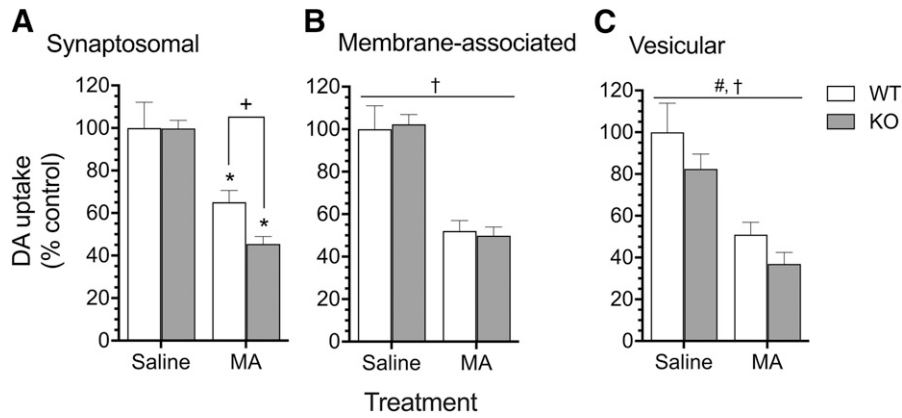 A Synaptosomal
B Membrane-associated
C Vesicular
WT
KO
DA uptake
(% control)
120
100
80
60
40
20
0
+
*
*
Saline MA
120
100
80
60
40
20
0
†
Saline MA
120
100
80
60
40
20
0
#, †
Saline MA
Treatment